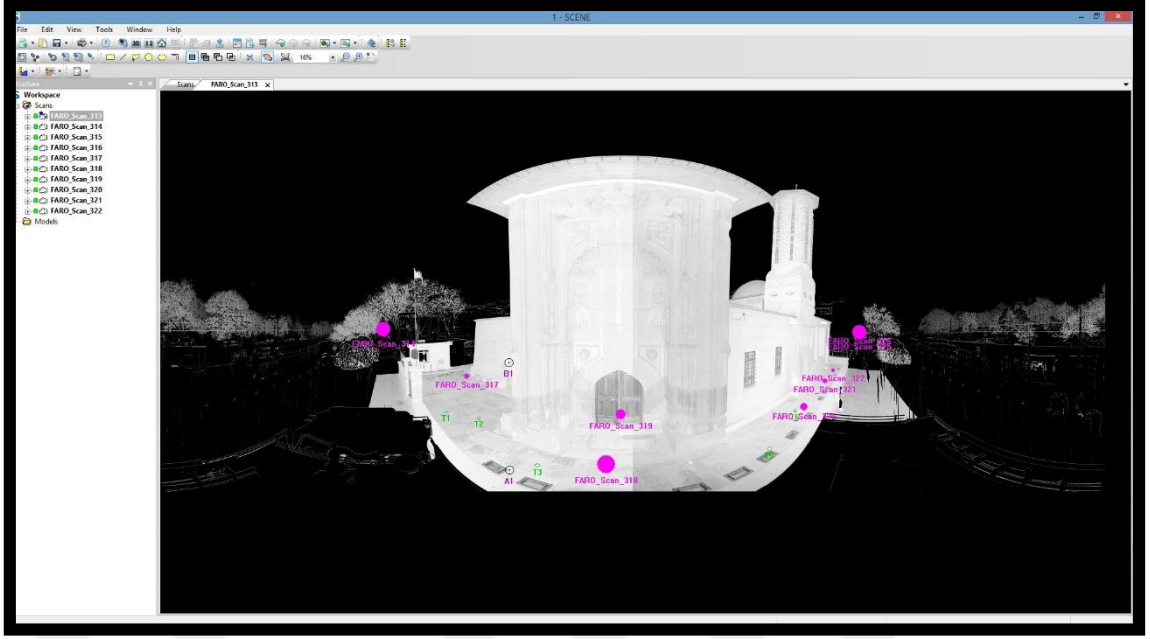 1 - SCENE
File Edit View Tools Window Help
16%
Scans FARO_Scan_313 x
Workspace
Scans
FARO_Scan_313
FARO_Scan_314
FARO_Scan_315
FARO_Scan_316
FARO_Scan_317
FARO_Scan_318
FARO_Scan_319
FARO_Scan_320
FARO_Scan_321
FARO_Scan_322
Models
B1
FARO_Scan_322
FARO_Scan_317
FARO_Scan_321
T1
T2
FARO_Scan_319
T3
A1
FARO_Scan_318